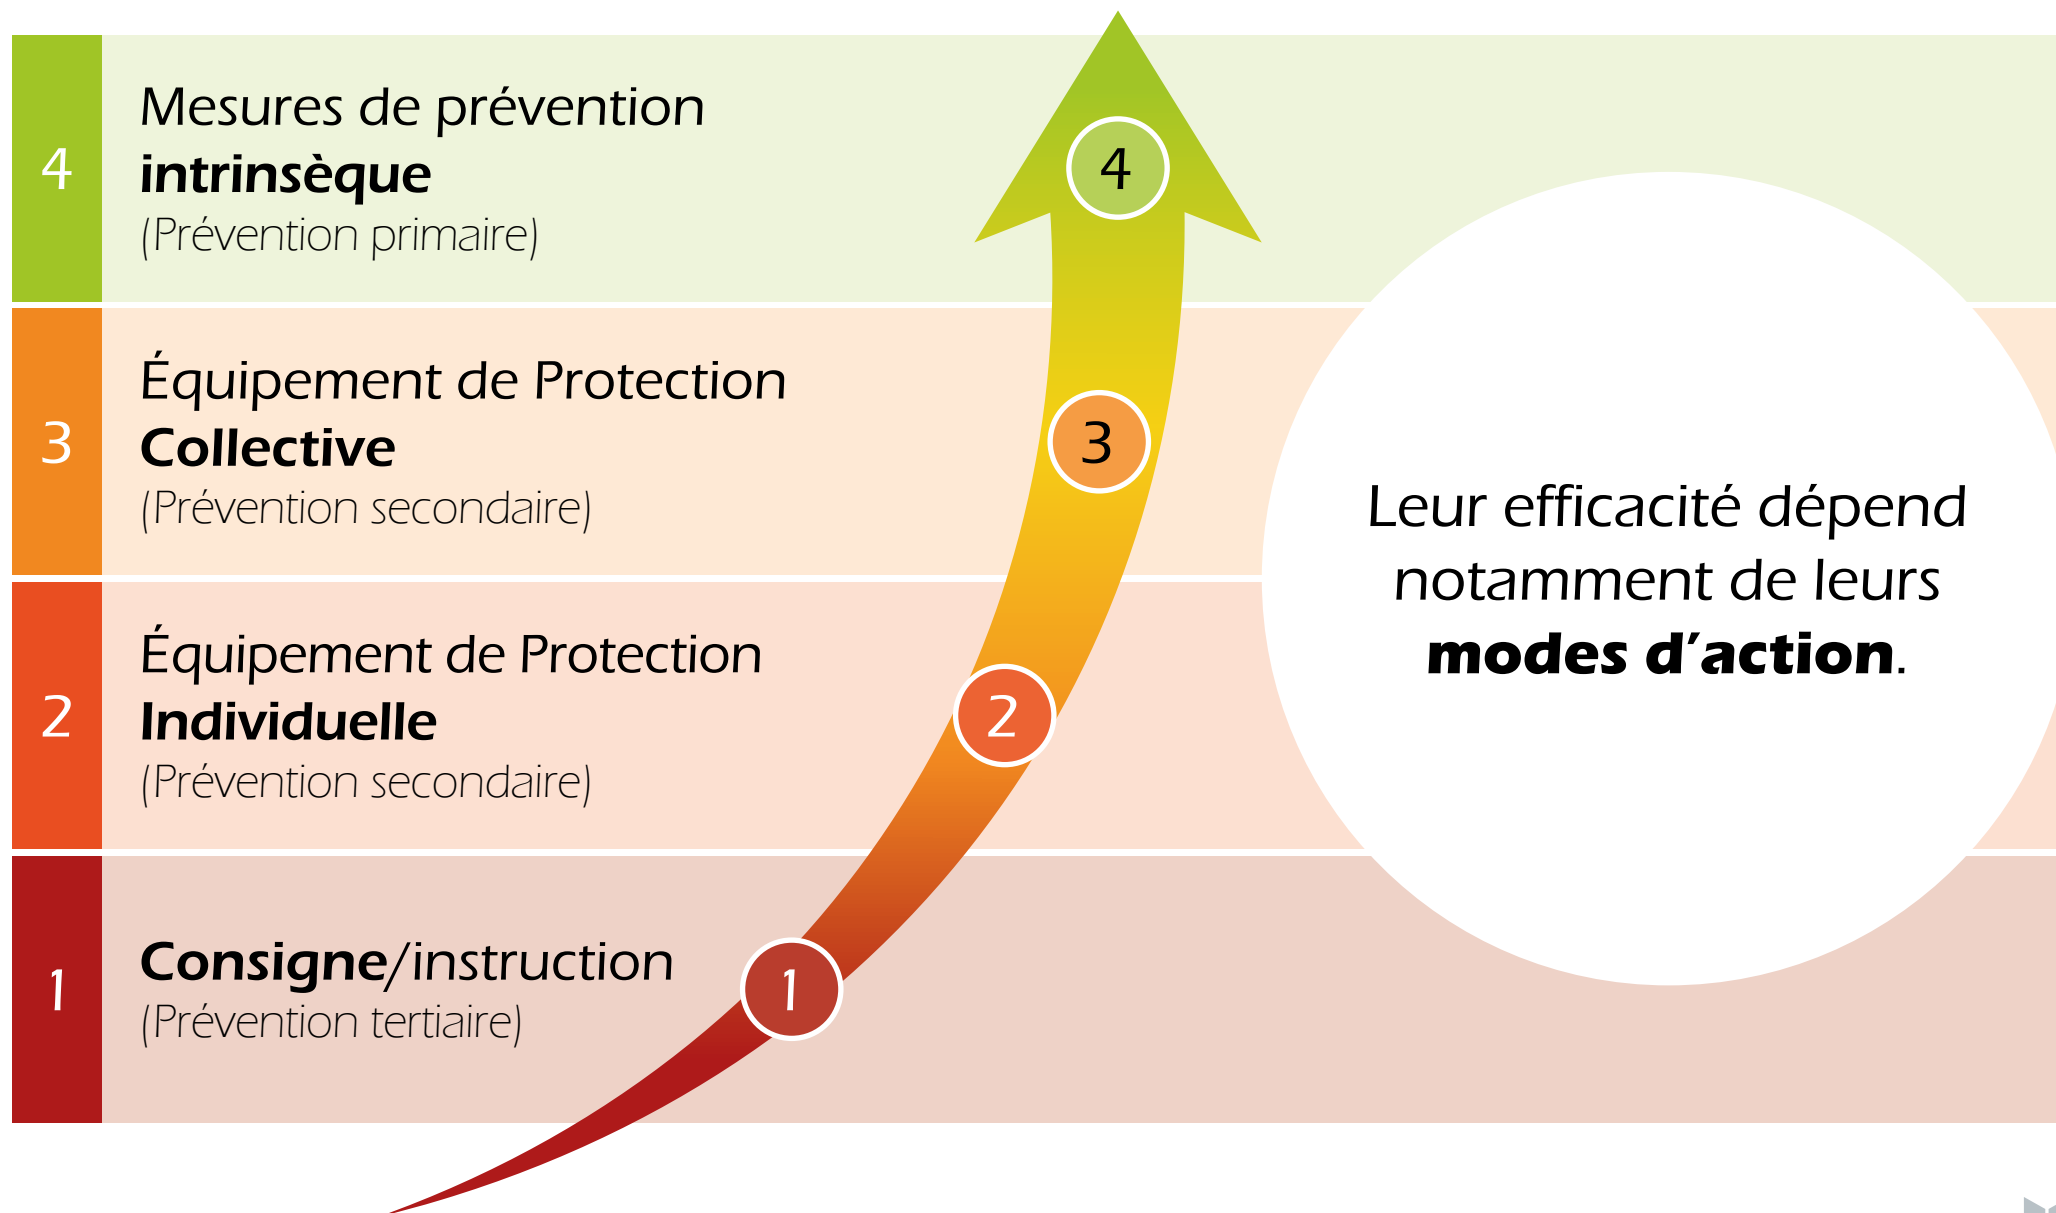 4
Mesures de prévention
intrinsèque
(Prévention primaire)
4
3
Équipement de Protection
Collective
(Prévention secondaire)
3
2
Équipement de Protection
Individuelle
(Prévention secondaire)
2
1
Consigne/instruction
(Prévention tertiaire)
1
Leur efficacité dépend
notamment de leurs
modes d’action.